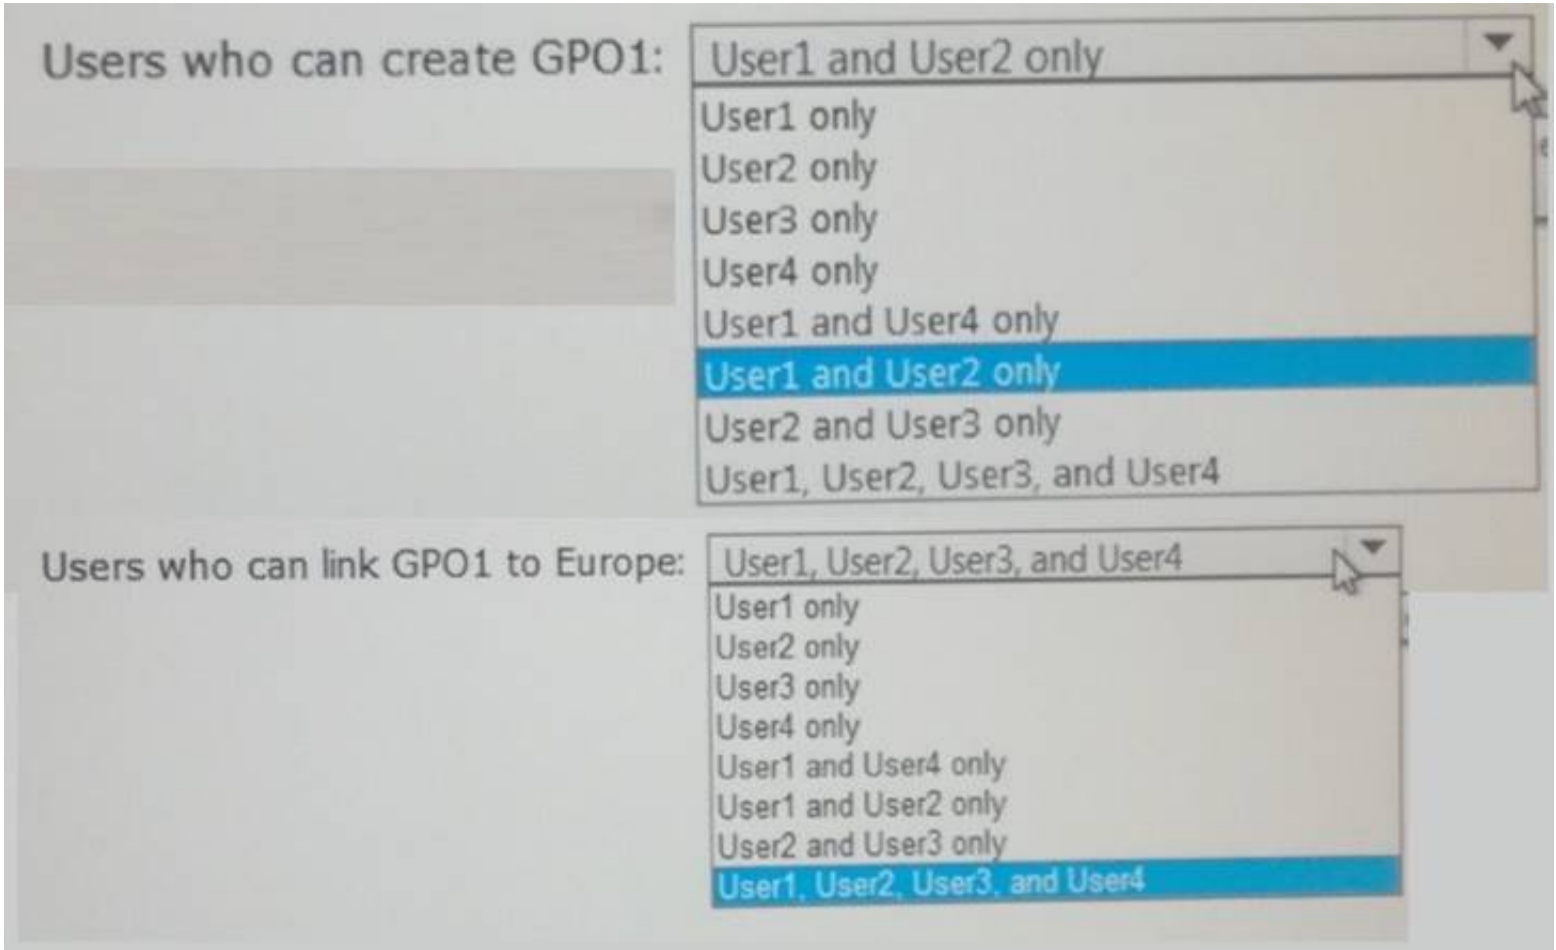 Users who can create GPO1: User1 and User2 only
User1 only
User2 only
User3 only
User4 only
User1 and User4 only
User1 and User2 only
User2 and User3 only
User1, User2, User3, and User4
Users who can link GPO1 to Europe: User1, User2, User3, and User4
User1 only
User2 only
User3 only
User4 only
User1 and User4 only
User1 and User2 only
User2 and User3 only
User1, User2, User3, and User4